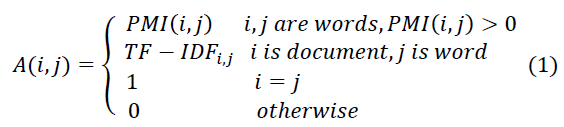 PMI(i,j) i,j are words, PMI(i,j) > 0
TF − IDF_{i,j} i is document, j is word
A(i,j) = { (1)
1 i = j
0 otherwise